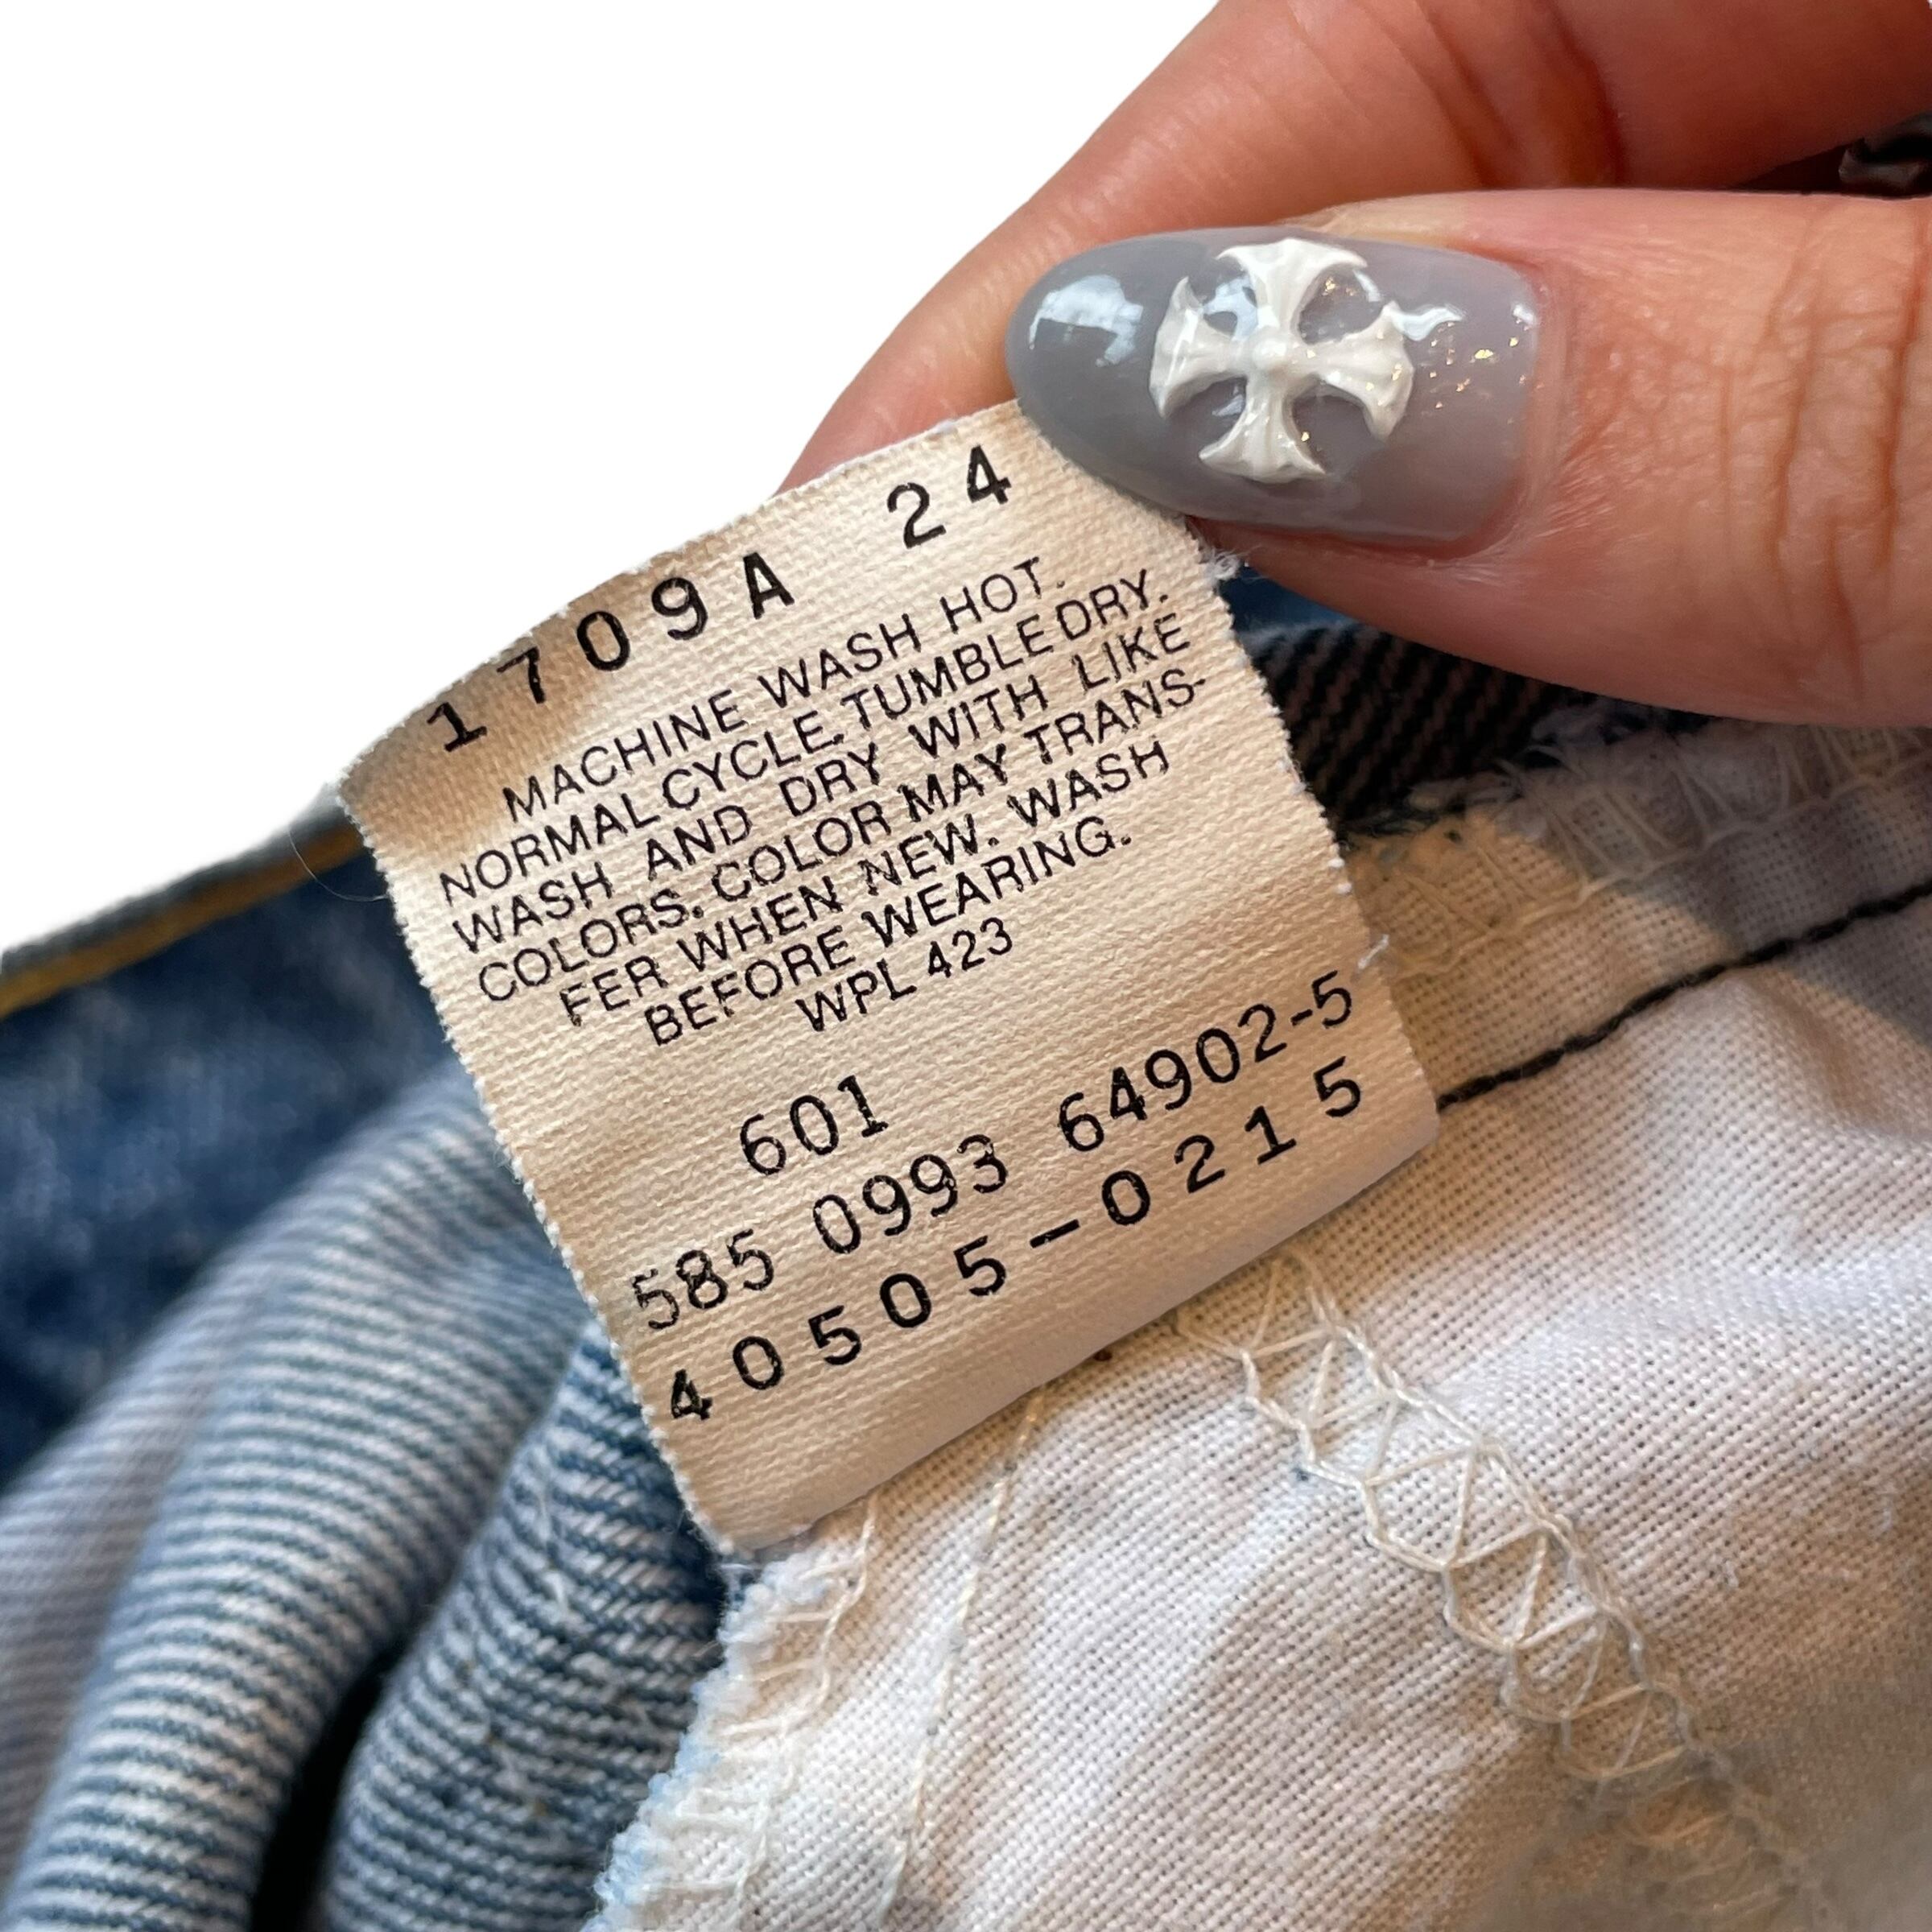 1709A 24
MACHINE WASH HOT.
NORMAL CYCLE. TUMBLE DRY.
WASH AND DRY WITH LIKE
COLORS. COLOR MAY TRANS-
FER WHEN NEW. WASH
BEFORE WEARING.
WPL 423
601
585 0993 64902-5
40505-0215